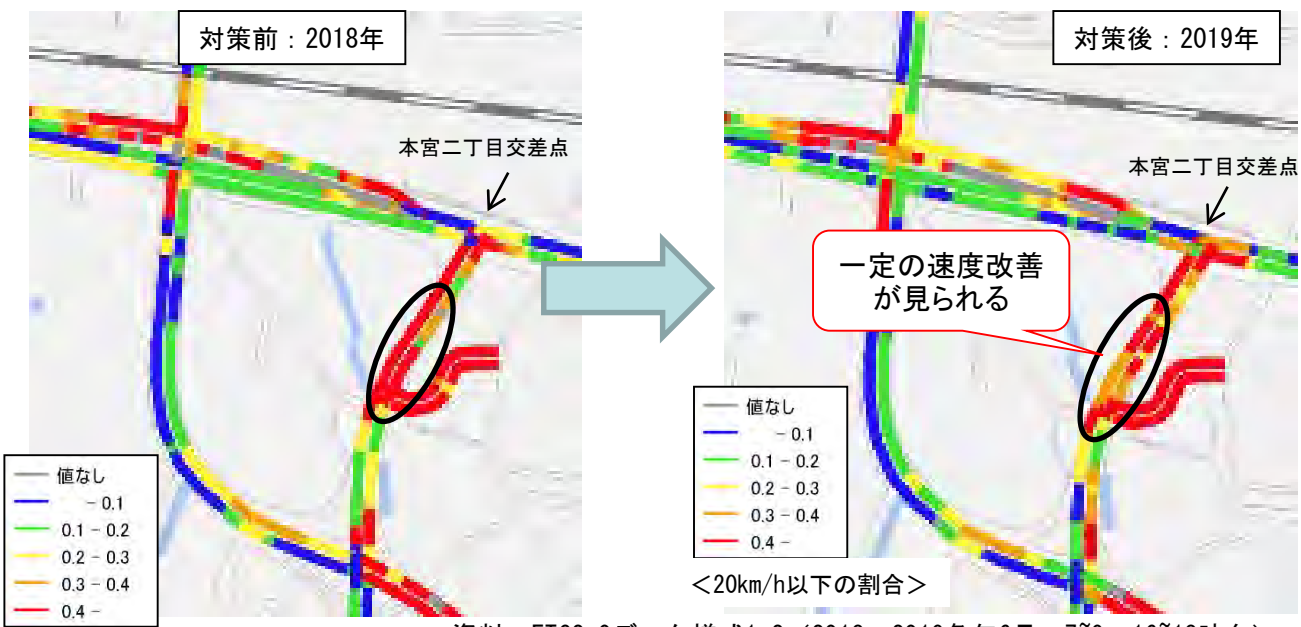 対策前：2018年
本宮二丁目交差点
値なし
－0.1
0.1－0.2
0.2－0.3
0.3－0.4
0.4－
対策後：2019年
本宮二丁目交差点
一定の速度改善
が見られる
値なし
－0.1
0.1－0.2
0.2－0.3
0.3－0.4
0.4－
＜20km/h以下の割合＞